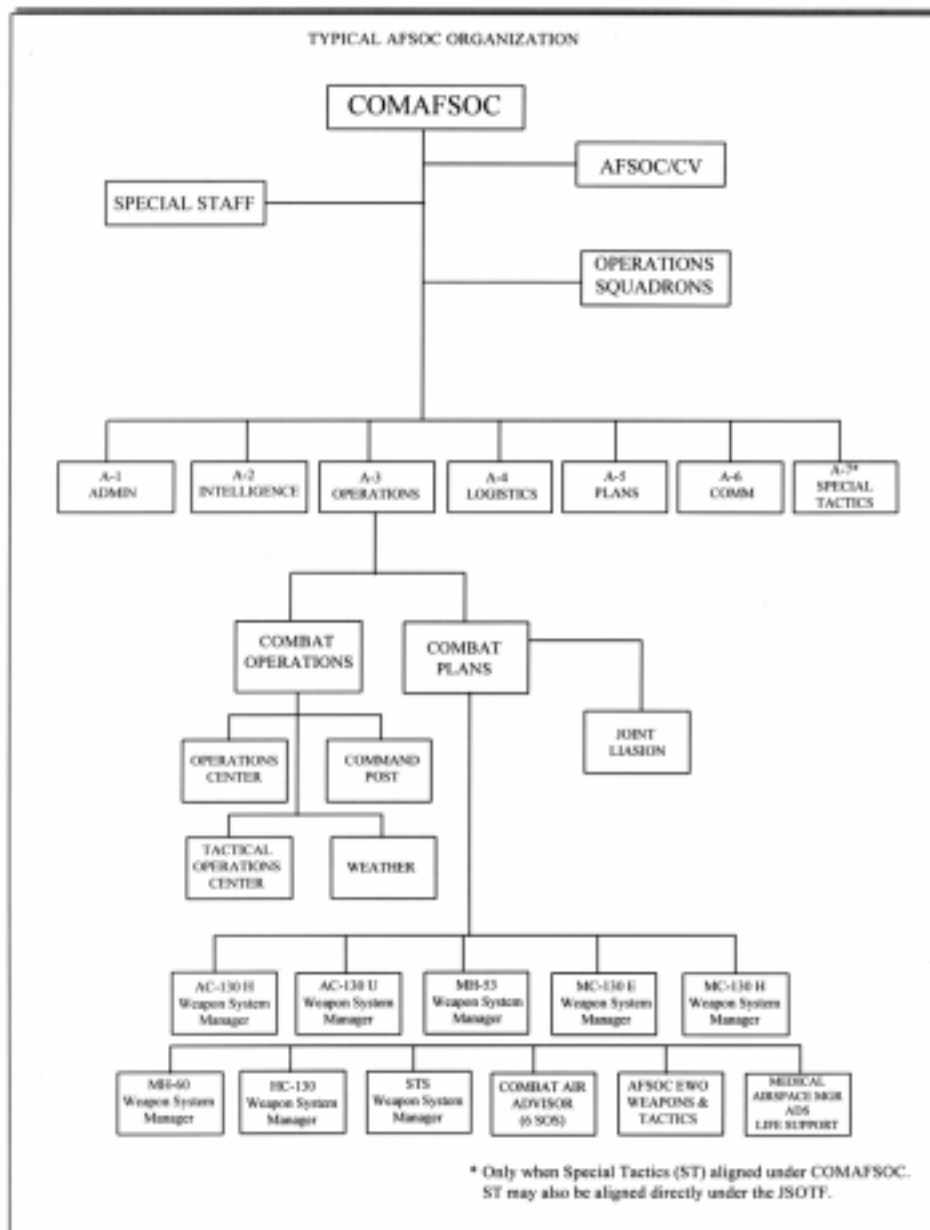 TYPICAL AFSOC ORGANIZATION
COMAFSOC
AFSOC/CV
SPECIAL STAFF
OPERATIONS
SQUADRONS
A-1
ADMIN
A-2
INTELLIGENCE
A-3
OPERATIONS
A-4
LOGISTICS
A-5
PLANS
A-6
COMM
A-7*
SPECIAL
TACTICS
COMBAT
OPERATIONS
COMBAT
PLANS
JOINT
LIASION
OPERATIONS
CENTER
COMMAND
POST
TACTICAL
OPERATIONS
CENTER
WEATHER
AC-130 H
Weapon System
Manager
AC-130 U
Weapon System
Manager
MH-53
Weapon System
Manager
MC-130 E
Weapon System
Manager
MC-130 H
Weapon System
Manager
MH-60
Weapon System
Manager
HC-130
Weapon System
Manager
STS
Weapon System
Manager
COMBAT AIR
ADVISOR
(6 SOS)
AFSOC EWO
WEAPONS &
TACTICS
MEDICAL
AIRSPACE MGR
ADS
LIFE SUPPORT
* Only when Special Tactics (ST) aligned under COMAFSOC.
ST may also be aligned directly under the JSOTF.